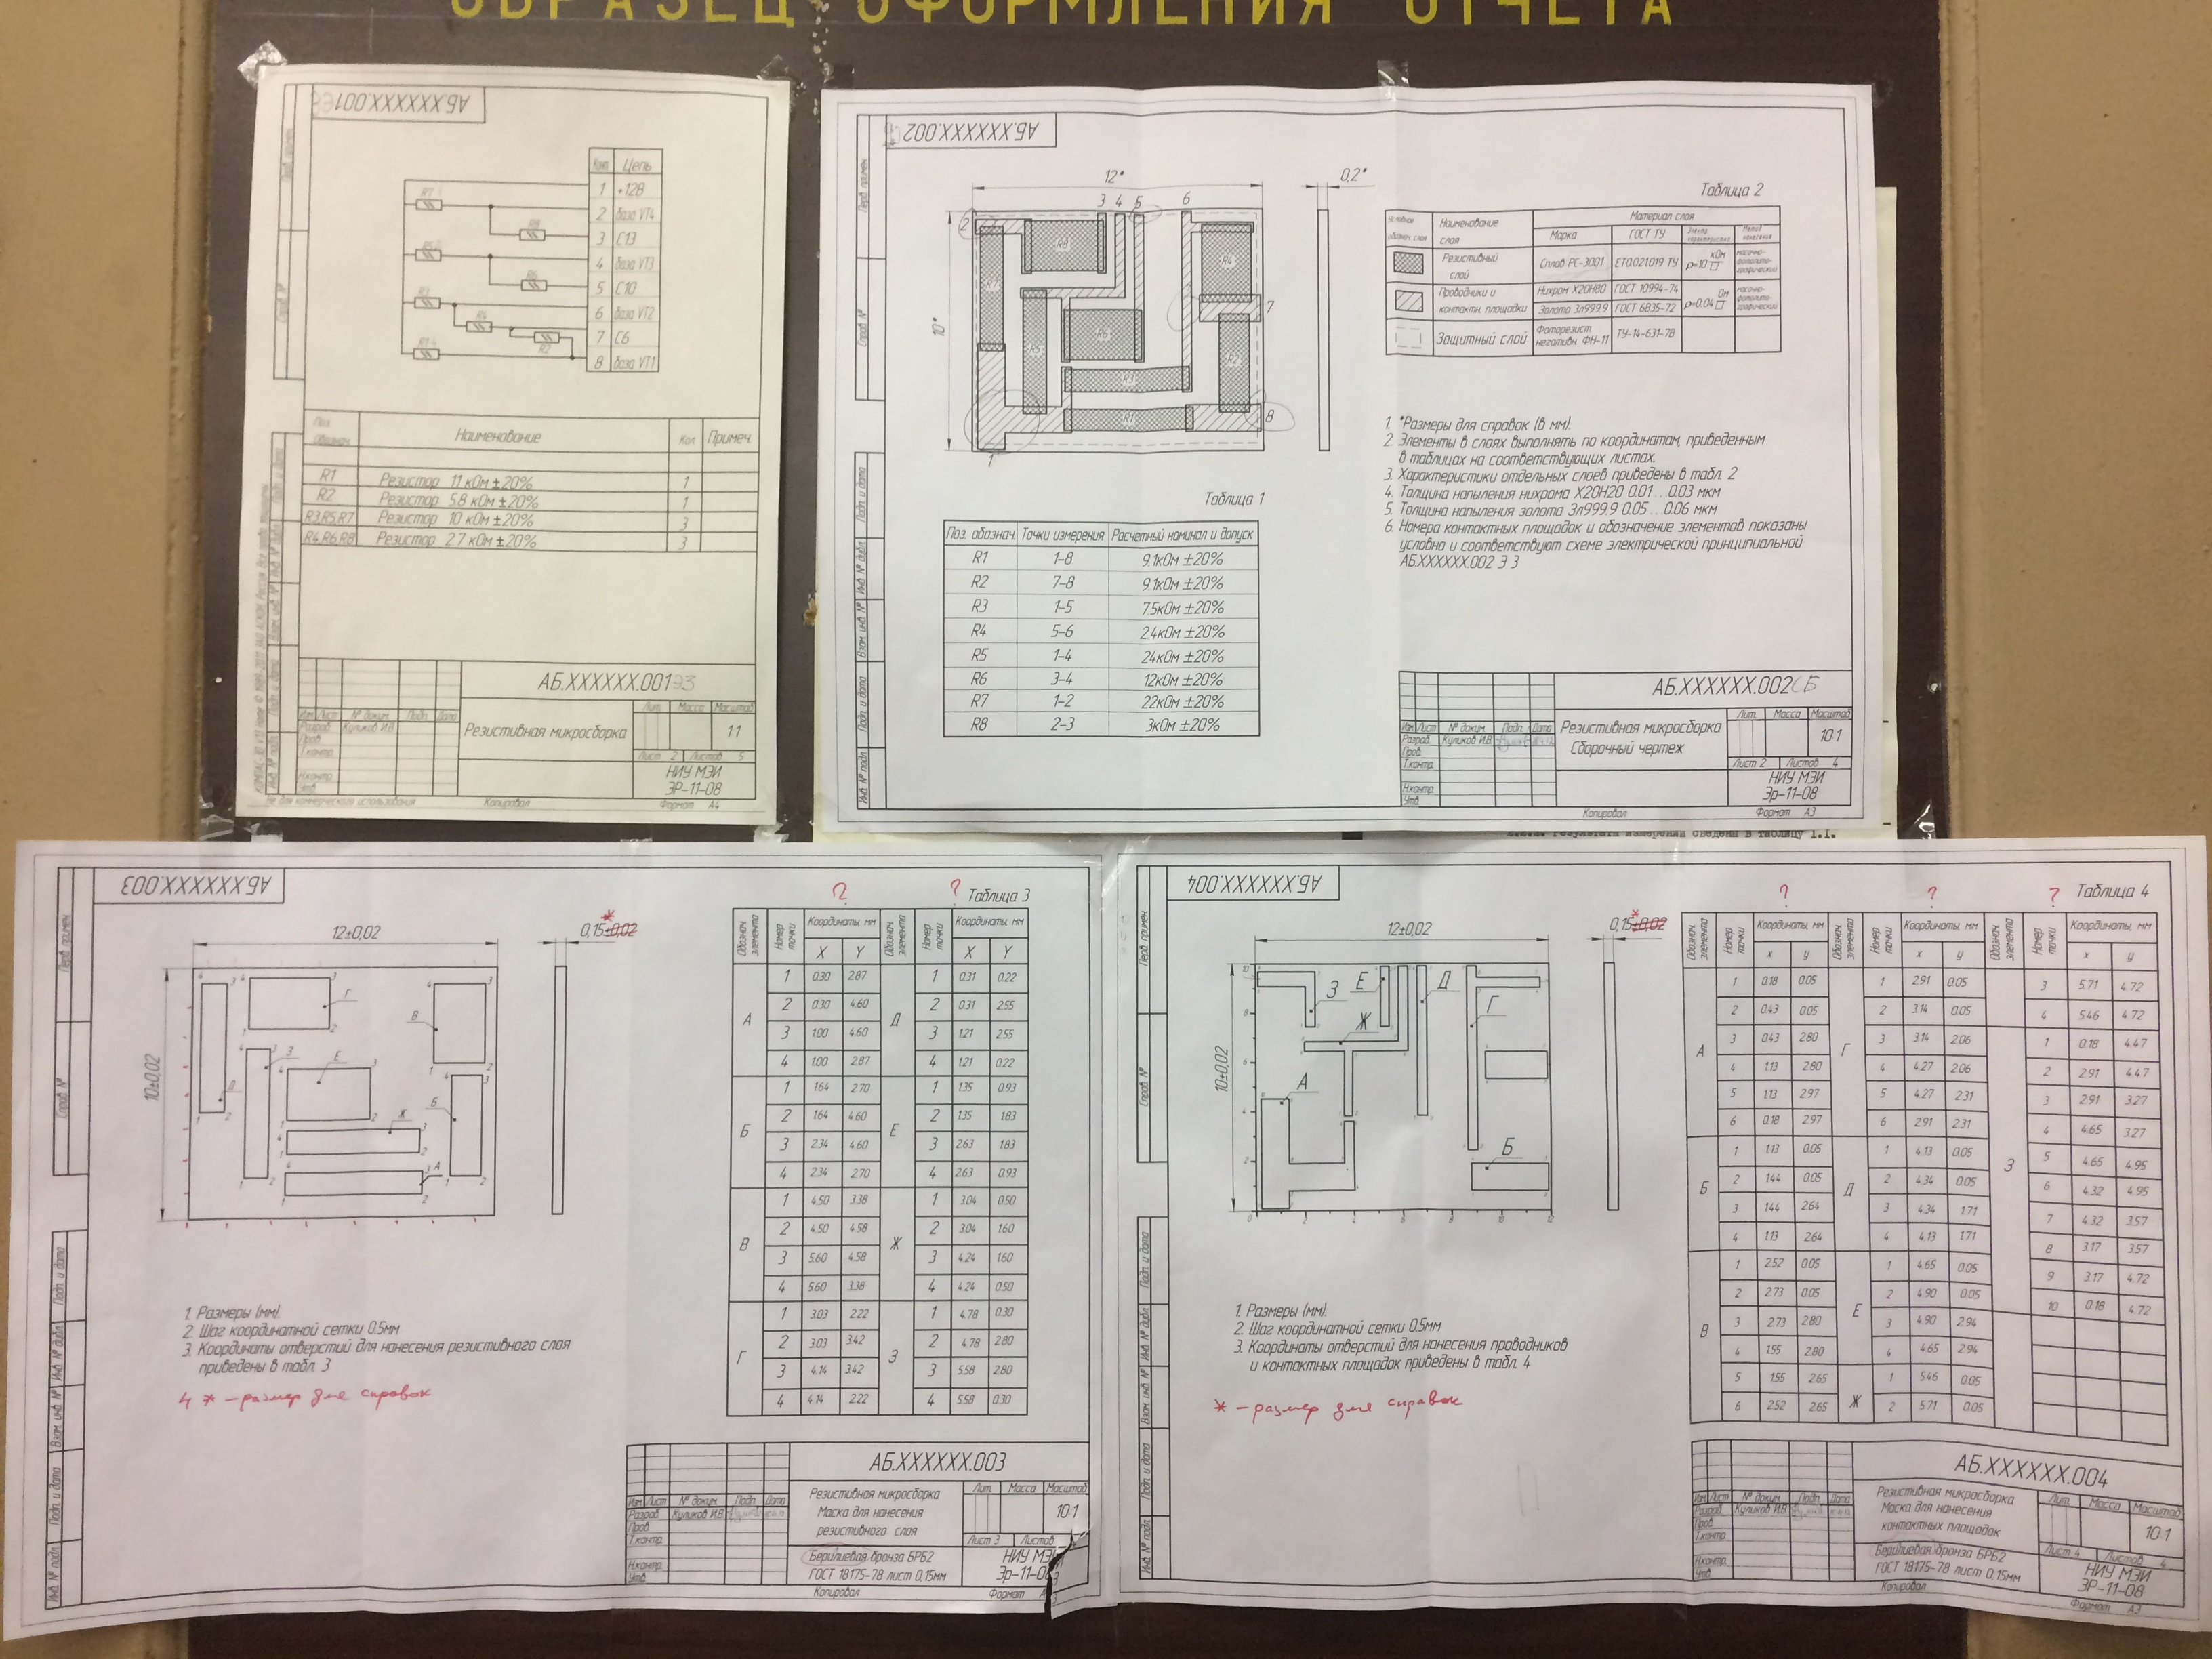 ОБРАЗЕЦ ОФОРМЛЕНИЯ ОТЧЕТА
АБ.XXXXXX.001
Цепь
1 +12В
2 база VT4
3 С13
4 база VT3
5 С10
6 база VT2
7 С6
8 база VT1
R3
R4
R2
Поз. Обознач. Наименование Кол Примеч.
R1 Резистор 11 кОм ±20% 1
R2 Резистор 5.8 кОм ±20% 1
R3,R5,R7 Резистор 10 кОм ±20% 3
R4,R6,R8 Резистор 2.7 кОм ±20% 3
АБ.XXXXXX.001 ЭЗ
Изм Лист № докум. Подп. Дата
Разраб. Куликов И.В.
Пров.
Т.контр.
Н.контр.
Утв.
Резистивная микросборка
Лит. Масса Масштаб
1:1
Лист 2 Листов 5
НИУ МЭИ
ЭР-11-08
Не для коммерческого использования Копировал Формат А4
АБ.XXXXXX.002
12*
0,2*
10*
1 2 3 4 5 6 7 8
R8
R4
R7
R6
R5
R3
R2
R1
Таблица 2
Наименование слоя
Материал слоя
Марка ГОСТ ТУ
Резистивный слой Сплав РС-3001 ЕТ0.021.019 ТУ ρ=10 кОм/□
Проводники и контактн. площадки Нихром Х20Н80 ГОСТ 10994-74 ρ=0.04 Ом/□
Золото Зл999.9 ГОСТ 6835-72
Защитный слой Фоторезист негативн. ФН-11 ТУ-14-631-78
1. *Размеры для справок (в мм).
2. Элементы в слоях выполнять по координатам, приведенным
в таблицах на соответствующих листах.
3. Характеристики отдельных слоев приведены в табл. 2
4. Толщина напыления нихрома Х20Н20 0.01...0.03 мкм
5. Толщина напыления золота Зл999.9 0.05...0.06 мкм
6. Номера контактных площадок и обозначение элементов показаны
условно и соответствуют схеме электрической принципиальной
АБ.XXXXXX.002 Э 3
Таблица 1
Поз. обознач. Точки измерения Расчетный номинал и допуск
R1 1-8 9.1кОм ±20%
R2 7-8 9.1кОм ±20%
R3 1-5 7.5кОм ±20%
R4 5-6 2.4кОм ±20%
R5 1-4 24кОм ±20%
R6 3-4 12кОм ±20%
R7 1-2 22кОм ±20%
R8 2-3 3кОм ±20%
АБ.XXXXXX.002 СБ
Изм Лист № докум. Подп. Дата
Разраб. Куликов И.В.
Пров.
Т.контр.
Н.контр.
Утв.
Резистивная микросборка
Сборочный чертеж
Лит. Масса Масштаб
10:1
Лист 2 Листов 4
НИУ МЭИ
Эр-11-08
Копировал Формат А3
результаты измерений сведены в таблицу 1.1.
АБ.XXXXXX.003
12±0,02
0,15±0,02
*
10±0,02
Г
В
Е
З
Д
Б
Ж
А
? ?
Таблица 3
Обознач. элемента Номер точки Координаты, мм X Y Обознач. элемента Номер точки Координаты, мм X Y
А 1 0.30 2.87 Д 1 0.31 0.22
2 0.30 4.60 2 0.31 2.55
3 1.00 4.60 3 1.21 2.55
4 1.00 2.87 4 1.21 0.22
Б 1 1.64 2.70 Е 1 1.35 0.93
2 1.64 4.60 2 1.35 1.83
3 2.34 4.60 3 2.63 1.83
4 2.34 2.70 4 2.63 0.93
В 1 4.50 3.38 Ж 1 3.04 0.50
2 4.50 4.58 2 3.04 1.60
3 5.60 4.58 3 4.24 1.60
4 5.60 3.38 4 4.24 0.50
Г 1 3.03 2.22 З 1 4.78 0.30
2 3.03 3.42 2 4.78 2.80
3 4.14 3.42 3 5.58 2.80
4 4.14 2.22 4 5.58 0.30
1. Размеры (мм).
2. Шаг координатной сетки 0.5мм
3. Координаты отверстий для нанесения резистивного слоя
приведены в табл. 3
4 * – размер для справок
АБ.XXXXXX.003
Изм Лист № докум. Подп. Дата
Разраб. Куликов И.В.
Пров.
Т.контр.
Н.контр.
Утв.
Резистивная микросборка
Маска для нанесения
резистивного слоя
Лит. Масса Масштаб
10:1
Лист 3 Листов
Берилиевая бронза БРБ2
ГОСТ 18175-78 лист 0,15мм
НИУ МЭИ
Эр-11-08
Копировал Формат
АБ.XXXXXX.004
12±0,02
0,15±0,02
*
10±0,02
З
Е
Д
Ж
Г
А
Б
? ? ?
Таблица 4
Обознач. элемента Номер точки Координаты, мм x y Обознач. элемента Номер точки Координаты, мм x y Обознач. элемента Номер точки Координаты, мм x y
А 1 0.18 0.05 Г 1 2.91 0.05 3 5.71 4.72
2 0.43 0.05 2 3.14 0.05 4 5.46 4.72
3 0.43 2.80 3 3.14 2.06 З 1 0.18 4.47
4 1.13 2.80 4 4.27 2.06 2 2.91 4.47
5 1.13 2.97 5 4.27 2.31 3 2.91 3.27
6 0.18 2.97 6 2.91 2.31 4 4.65 3.27
Б 1 1.13 0.05 Д 1 4.13 0.05 5 4.65 4.95
2 1.44 0.05 2 4.34 0.05 6 4.32 4.95
3 1.44 2.64 3 4.34 1.71 7 4.32 3.57
4 1.13 2.64 4 4.13 1.71 8 3.17 3.57
В 1 2.52 0.05 Е 1 4.65 0.05 9 3.17 4.72
2 2.73 0.05 2 4.90 0.05 10 0.18 4.72
3 2.73 2.80 3 4.90 2.94
4 1.55 2.80 4 4.65 2.94
5 1.55 2.65 Ж 1 5.46 0.05
6 2.52 2.65 2 5.71 0.05
1. Размеры (мм).
2. Шаг координатной сетки 0.5мм
3. Координаты отверстий для нанесения проводников
и контактных площадок приведены в табл. 4
* – размер для справок
АБ.XXXXXX.004
Изм Лист № докум. Подп. Дата
Разраб. Куликов И.В.
Пров.
Т.контр.
Н.контр.
Утв.
Резистивная микросборка
Маска для нанесения
контактных площадок
Лит. Масса Масштаб
10:1
Лист 4 Листов 4
Берилиевая бронза БРБ2
ГОСТ 18175-78 лист 0,15мм
НИУ МЭИ
ЭР-11-08
Копировал Формат А3